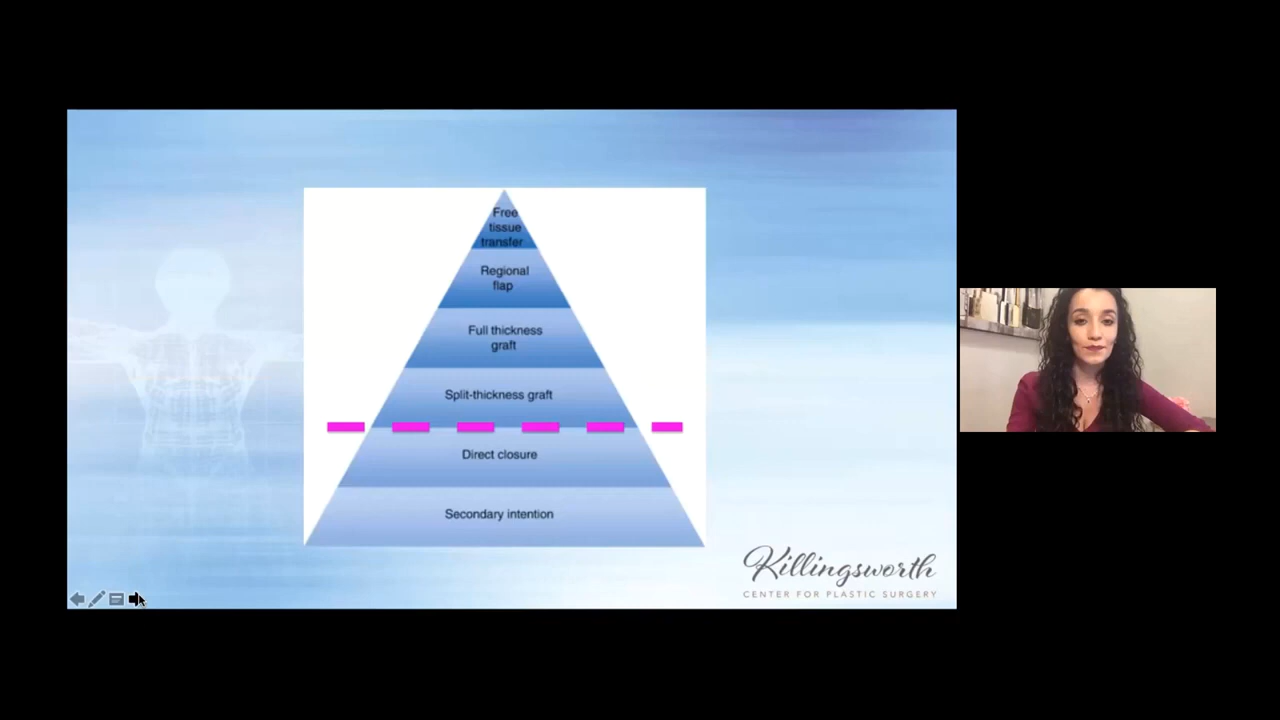 Free
tissue
transfer
Regional
flap
Full thickness
graft
Split-thickness graft
Direct closure
Secondary intention
Killingsworth
CENTER FOR PLASTIC SURGERY